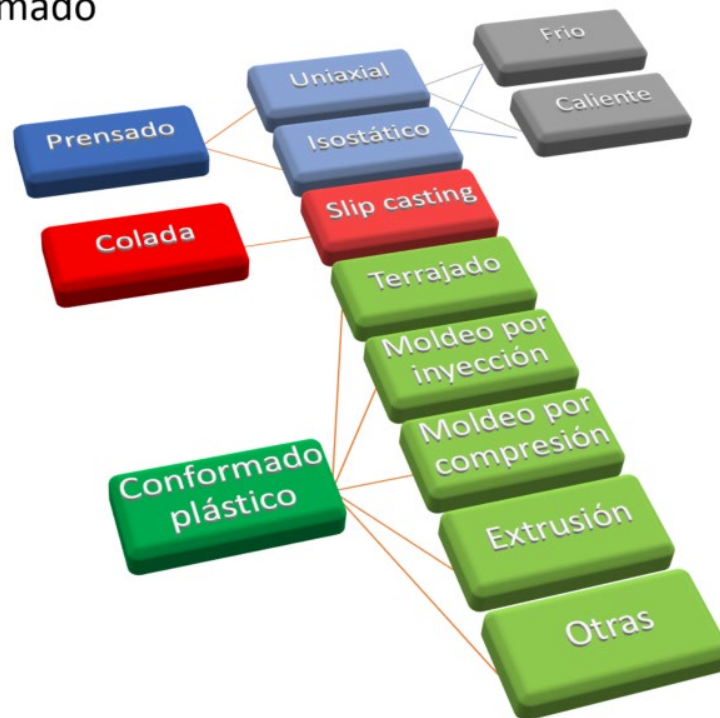 Prensado
Uniaxial
Isostático
Frio
Caliente
Colada
Slip casting
Conformado
plástico
Terrajado
Moldeo por
inyección
Moldeo por
compresión
Extrusión
Otras